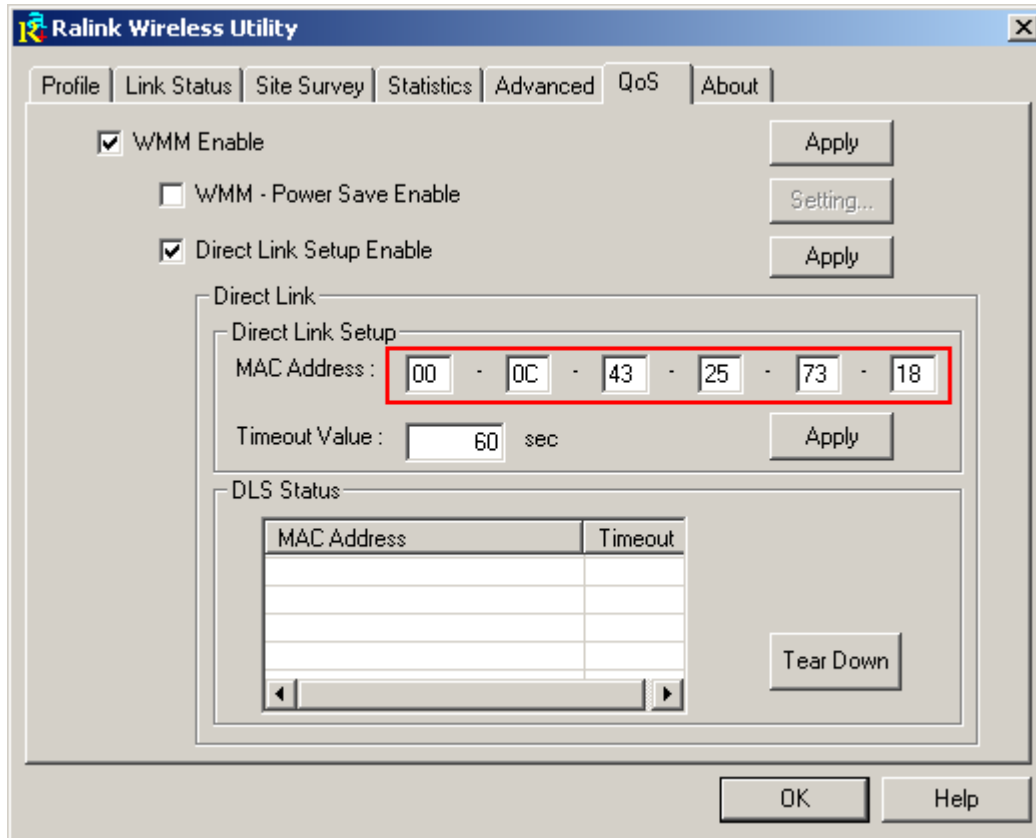 Ralink Wireless Utility
Profile Link Status Site Survey Statistics Advanced QoS About
WMM Enable Apply
WMM - Power Save Enable Setting...
Direct Link Setup Enable Apply
Direct Link
Direct Link Setup
MAC Address : 00 - 0C - 43 - 25 - 73 - 18
Timeout Value : 60 sec Apply
DLS Status
MAC Address Timeout
Tear Down
OK Help